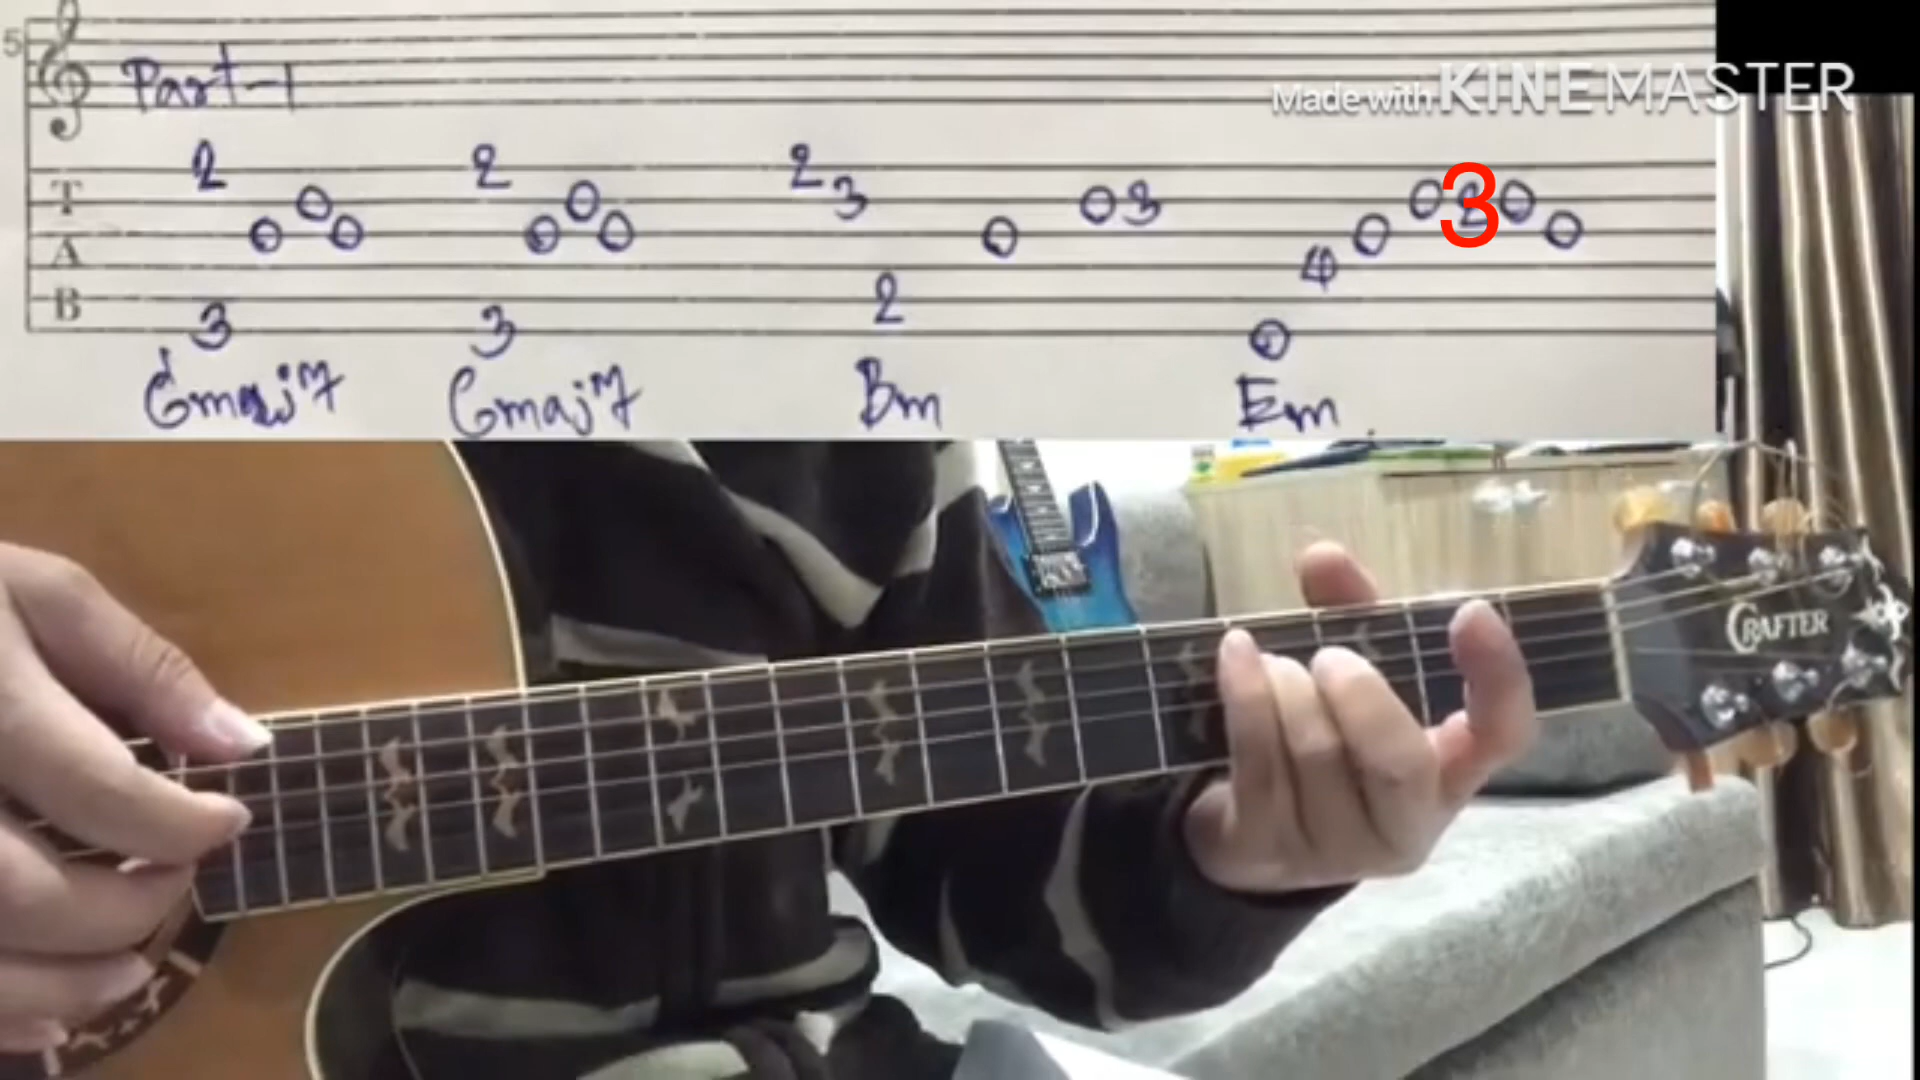 5
Part-1
Made with KINEMASTER
2 2 2
T 0 0 3 0 3 0 3 0
A 0 0 0 0 0 0 0 0
4
B 2
3 3 0
Gmaj7 Gmaj7 Bm Em
CRAFTER